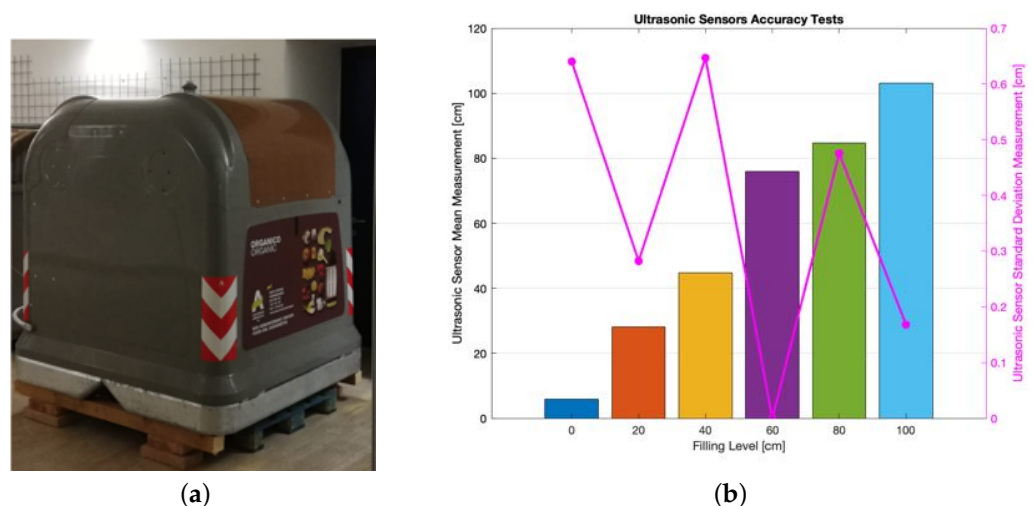 ORGANICO
ORGANIC
(a)
Ultrasonic Sensors Accuracy Tests
Ultrasonic Sensor Mean Measurement [cm]
120
100
80
60
40
20
0
0 20 40 60 80 100
Filling Level [cm]
0.7
0.6
0.5
0.4
0.3
0.2
0.1
0
Ultrasonic Sensor Standard Deviation Measurement [cm]
(b)